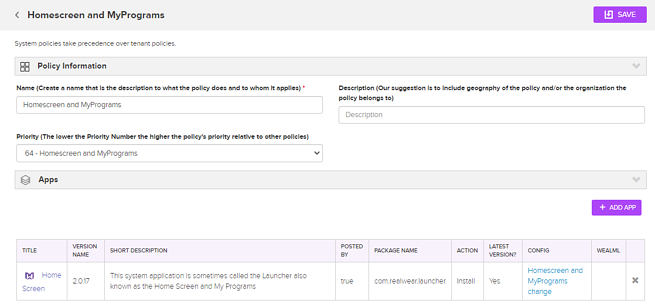 Homescreen and MyPrograms
SAVE
System policies take precedence over tenant policies.
Policy Information
Name (Create a name that is the description to what the policy does and to whom it applies) *
Homescreen and MyPrograms
Description (Our suggestion is to include geography of the policy and/or the organization the
policy belongs to)
Description
Priority (The lower the Priority Number the higher the policy's priority relative to other policies)
64 - Homescreen and MyPrograms
Apps
+ ADD APP
TITLE
VERSION
NAME
SHORT DESCRIPTION
POSTED
BY
PACKAGE NAME
ACTION
LATEST
VERSION?
CONFIG
WEARML
Home
Screen
2.0.17
This system application is sometimes called the Launcher also
known as the Home Screen and My Programs
true
com.realwear.launcher
Install
Yes
Homescreen and
MyPrograms
change